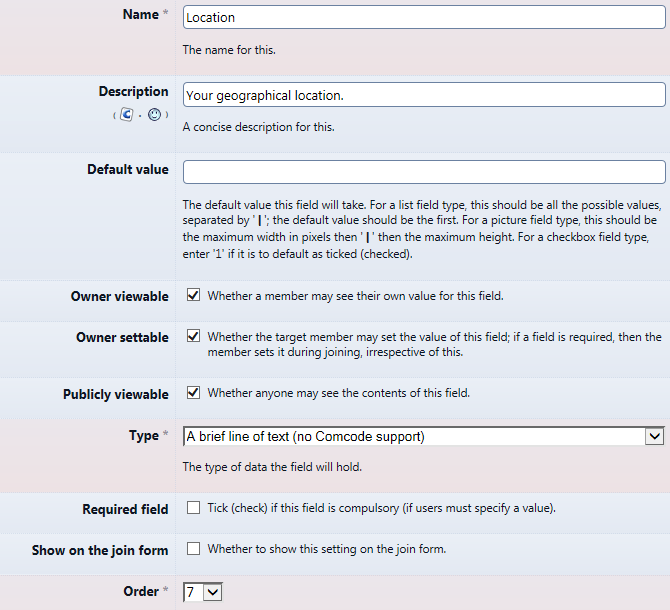 Name *
Location
The name for this.
Description
Your geographical location.
A concise description for this.
Default value
The default value this field will take. For a list field type, this should be all the possible values,
separated by ' | '; the default value should be the first. For a picture field type, this should be
the maximum width in pixels then ' | ' then the maximum height. For a checkbox field type,
enter '1' if it is to default as ticked (checked).
Owner viewable
Whether a member may see their own value for this field.
Owner settable
Whether the target member may set the value of this field; if a field is required, then the
member sets it during joining, irrespective of this.
Publicly viewable
Whether anyone may see the contents of this field.
Type *
A brief line of text (no Comcode support)
The type of data the field will hold.
Required field
Tick (check) if this field is compulsory (if users must specify a value).
Show on the join form
Whether to show this setting on the join form.
Order *
7